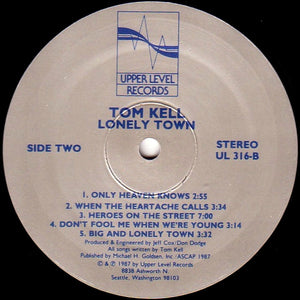 UPPER LEVEL
RECORDS
TOM KELL
LONELY TOWN
SIDE TWO
STEREO
UL 316-B
1. ONLY HEAVEN KNOWS 2:55
2. WHEN THE HEARTACHE CALLS 3:34
3. HEROES ON THE STREET 7:00
4. DON'T FOOL ME WHEN WE'RE YOUNG 3:14
5. BIG AND LONELY TOWN 3:32
Produced & Engineered by Jeff Cox/Don Dodge
All songs written by Tom Kell
Published by Michael H. Goldsen, Inc./ASCAP 1987
© ℗ 1987 by Upper Level Records
8838 Ashworth N.
Seattle, Washington 98103